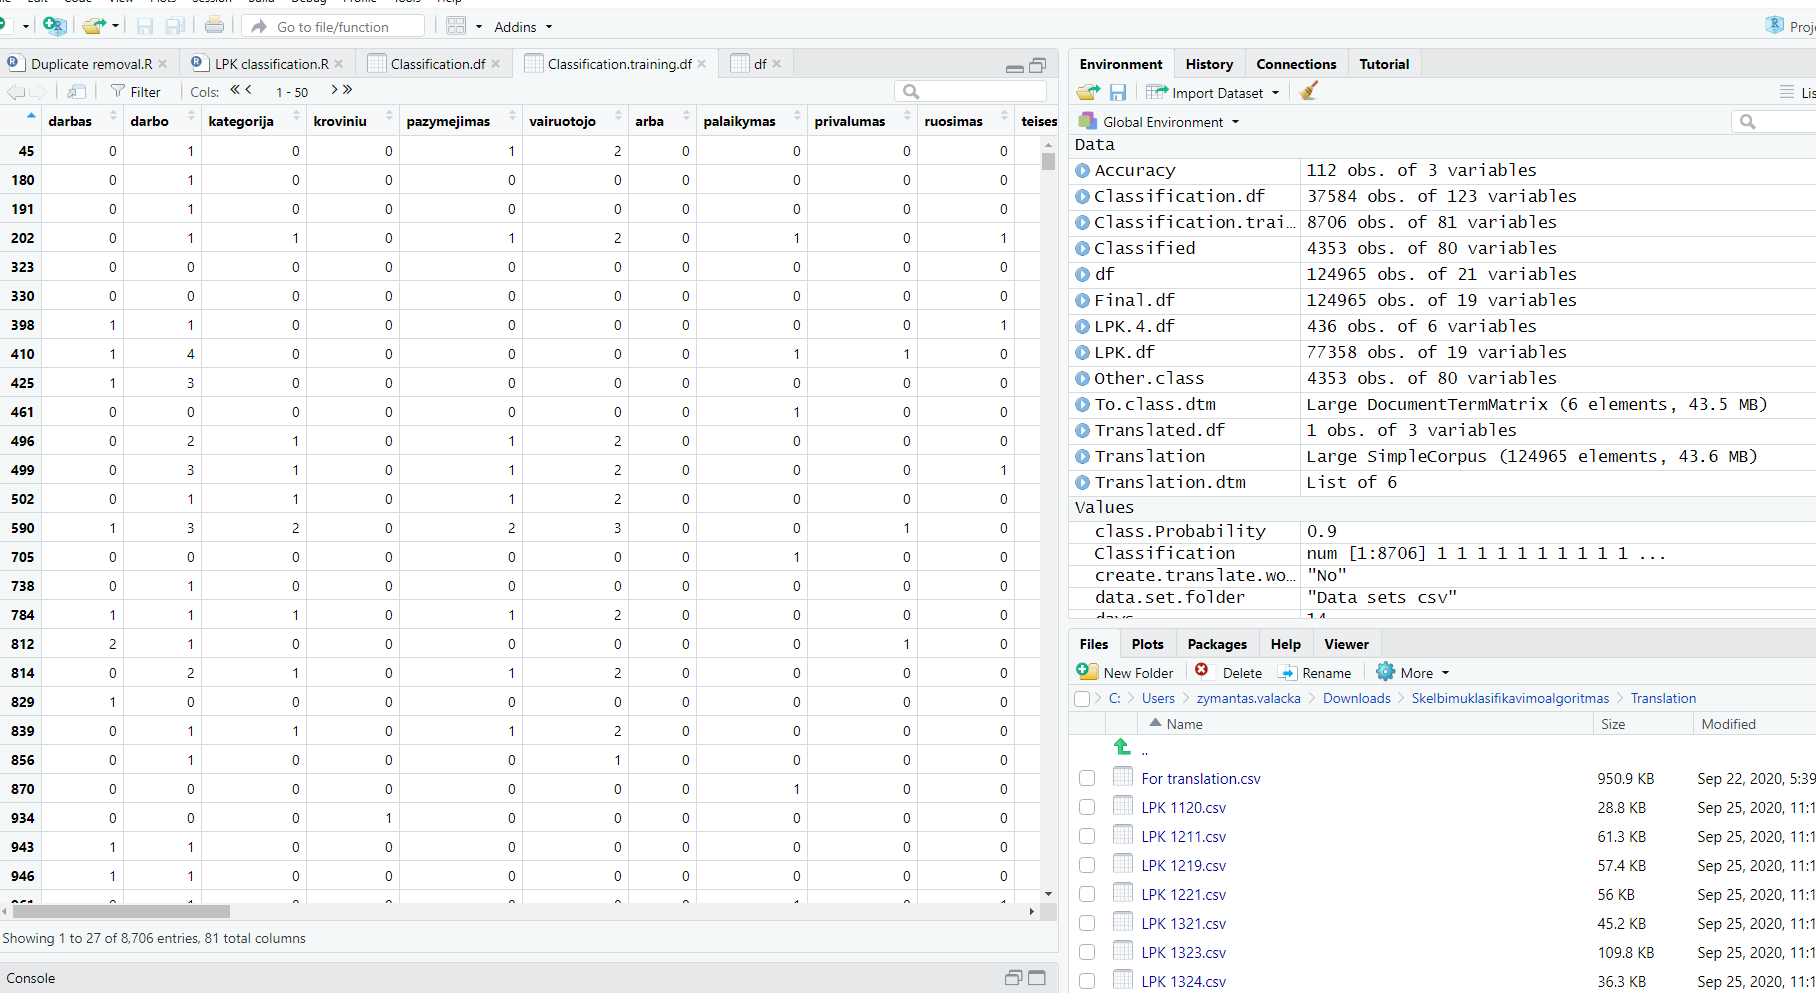 Go to file/function
Addins
Proj
Duplicate removal.R
LPK classification.R
Classification.df
Classification.training.df
df
Filter
Cols:
1 - 50
darbas darbo kategorija kroviniu pazymejimas vairuotojo arba palaikymas privalumas ruosimas teises
45 0 1 0 0 1 2 0 0 0 0
180 0 1 0 0 0 0 0 0 0 0
191 0 1 0 0 0 0 0 0 0 0
202 0 1 1 0 1 2 0 1 0 1
323 0 0 0 0 0 0 0 0 0 0
330 0 0 0 0 0 0 0 0 0 0
398 1 1 0 0 0 0 0 0 0 1
410 1 4 0 0 0 0 0 1 1 0
425 1 3 0 0 0 0 0 0 0 0
461 0 0 0 0 0 0 0 1 0 0
496 0 2 1 0 1 2 0 0 0 0
499 0 3 1 0 1 2 0 0 0 1
502 0 1 1 0 1 2 0 0 0 0
590 1 3 2 0 2 3 0 0 1 0
705 0 0 0 0 0 0 0 1 0 0
738 0 1 0 0 0 0 0 0 0 0
784 1 1 1 0 1 2 0 0 0 0
812 2 1 0 0 0 0 0 0 1 0
814 0 2 1 0 1 2 0 0 0 0
829 1 0 0 0 0 0 0 0 0 0
839 0 1 1 0 1 2 0 0 0 0
856 0 1 0 0 0 1 0 0 0 0
870 0 0 0 0 0 0 0 1 0 0
934 0 0 0 1 0 0 0 0 0 0
943 1 1 0 0 0 0 0 0 0 0
946 1 1 0 0 0 0 0 0 0 0
Showing 1 to 27 of 8,706 entries, 81 total columns
Console
Environment History Connections Tutorial
Import Dataset
Lis
Global Environment
Data
Accuracy 112 obs. of 3 variables
Classification.df 37584 obs. of 123 variables
Classification.trai… 8706 obs. of 81 variables
Classified 4353 obs. of 80 variables
df 124965 obs. of 21 variables
Final.df 124965 obs. of 19 variables
LPK.4.df 436 obs. of 6 variables
LPK.df 77358 obs. of 19 variables
Other.class 4353 obs. of 80 variables
To.class.dtm Large DocumentTermMatrix (6 elements, 43.5 MB)
Translated.df 1 obs. of 3 variables
Translation Large SimpleCorpus (124965 elements, 43.6 MB)
Translation.dtm List of 6
Values
class.Probability 0.9
Classification num [1:8706] 1 1 1 1 1 1 1 1 1 1 ...
create.translate.wo… "No"
data.set.folder "Data sets csv"
days 14
Files Plots Packages Help Viewer
New Folder Delete Rename More
C: Users zymantas.valacka Downloads Skelbimuklasifikavimoalgoritmas Translation
Name Size Modified
..
For translation.csv 950.9 KB Sep 22, 2020, 5:39
LPK 1120.csv 28.8 KB Sep 25, 2020, 11:1
LPK 1211.csv 61.3 KB Sep 25, 2020, 11:1
LPK 1219.csv 57.4 KB Sep 25, 2020, 11:1
LPK 1221.csv 56 KB Sep 25, 2020, 11:1
LPK 1321.csv 45.2 KB Sep 25, 2020, 11:1
LPK 1323.csv 109.8 KB Sep 25, 2020, 11:1
LPK 1324.csv 36.3 KB Sep 25, 2020, 11:1